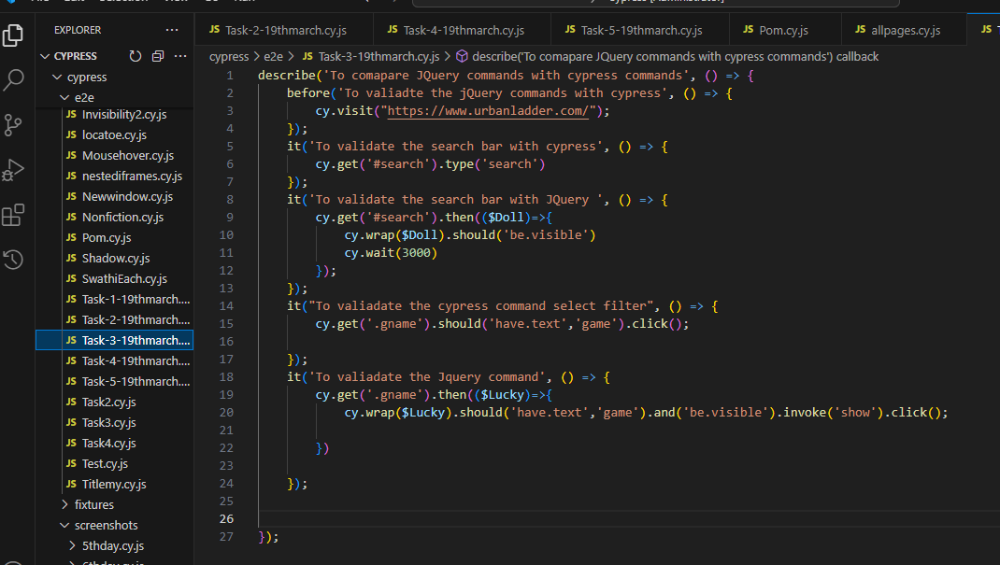 Cypress [Administrator]
EXPLORER
CYPRESS
cypress
e2e
JS Invisibility2.cy.js
JS locatoe.cy.js
JS Mousehover.cy.js
JS nestediframes.cy.js
JS Newwindow.cy.js
JS Nonfiction.cy.js
JS Pom.cy.js
JS Shadow.cy.js
JS SwathiEach.cy.js
JS Task-1-19thmarch....
JS Task-2-19thmarch....
JS Task-3-19thmarch....
JS Task-4-19thmarch....
JS Task-5-19thmarch....
JS Task2.cy.js
JS Task3.cy.js
JS Task4.cy.js
JS Test.cy.js
JS Titlemy.cy.js
fixtures
screenshots
5thday.cy.js
JS Task-2-19thmarch.cy.js JS Task-4-19thmarch.cy.js JS Task-5-19thmarch.cy.js JS Pom.cy.js JS allpages.cy.js JS
cypress > e2e > JS Task-3-19thmarch.cy.js > describe('To comapare JQuery commands with cypress commands') callback
1 describe('To comapare JQuery commands with cypress commands', () => {
2 before('To valiadte the jQuery commands with cypress', () => {
3 cy.visit("https://www.urbanladder.com/");
4 });
5 it('To validate the search bar with cypress', () => {
6 cy.get('#search').type('search')
7 });
8 it('To validate the search bar with JQuery ', () => {
9 cy.get('#search').then(($Doll)=>{
10 cy.wrap($Doll).should('be.visible')
11 cy.wait(3000)
12 });
13 });
14 it("To valiadate the cypress command select filter", () => {
15 cy.get('.gname').should('have.text','game').click();
16
17 });
18 it('To valiadate the Jquery command', () => {
19 cy.get('.gname').then(($Lucky)=>{
20 cy.wrap($Lucky).should('have.text','game').and('be.visible').invoke('show').click();
21
22 })
23
24 });
25
26
27 });